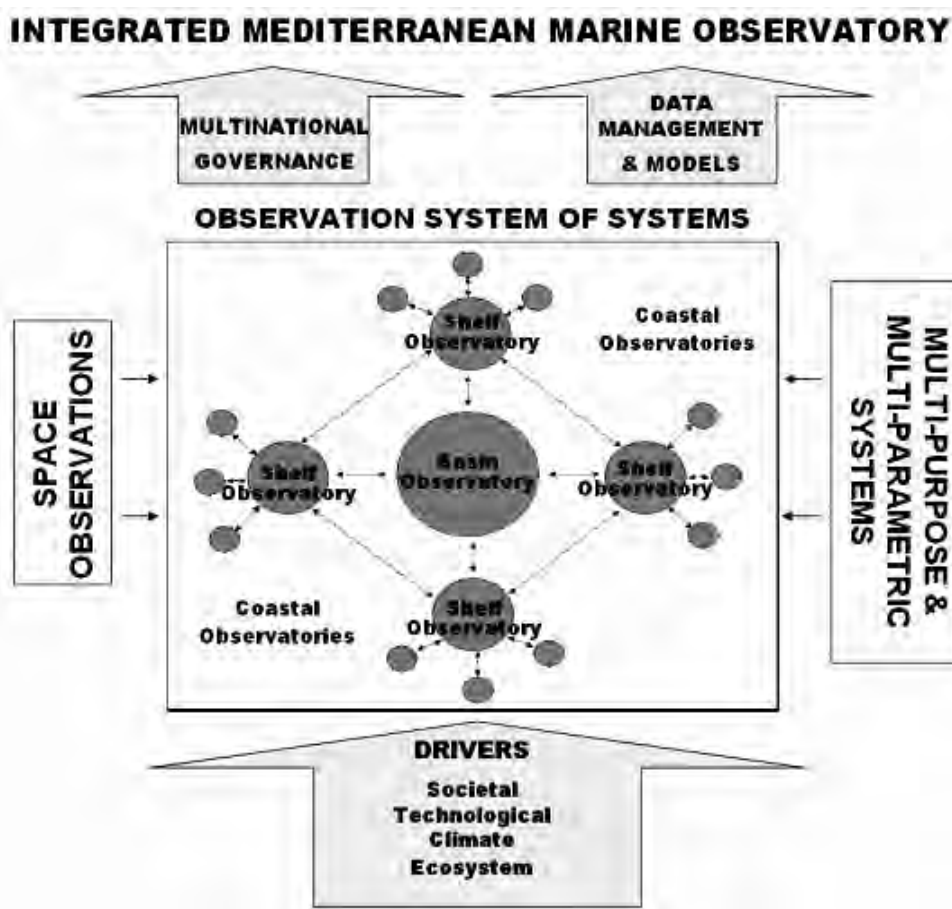 INTEGRATED MEDITERRANEAN MARINE OBSERVATORY
MULTINATIONAL
GOVERNANCE
DATA
MANAGEMENT
& MODELS
OBSERVATION SYSTEM OF SYSTEMS
SPACE
OBSERVATIONS
Shelf
Observatory
Coastal
Observatories
Shelf
Observatory
Basin
Observatory
Shelf
Observatory
Coastal
Observatories
Shelf
Observatory
MULTI-PURPOSE &
MULTI-PARAMETRIC
SYSTEMS
DRIVERS
Societal
Technological
Climate
Ecosystem